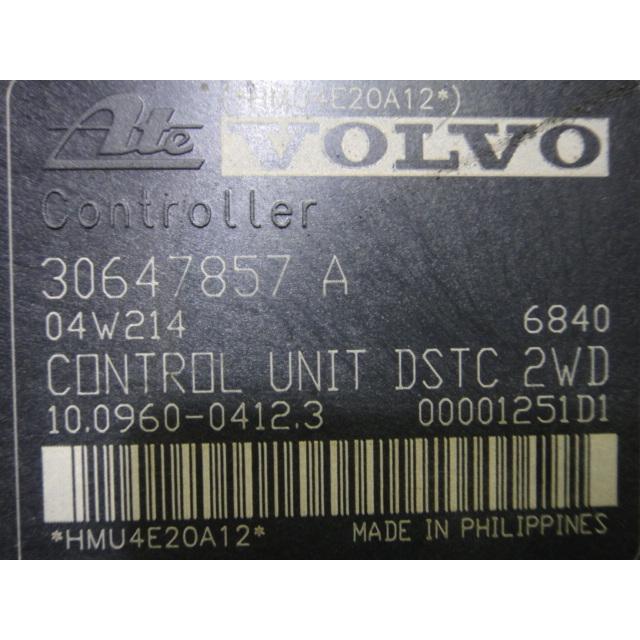 (*HMU4E20A12*)
Ate VOLVO
Controller
30647857 A
04W214 6840
CONTROL UNIT DSTC 2WD
10.0960-0412.3 00001251D1
*HMU4E20A12* MADE IN PHILIPPINES